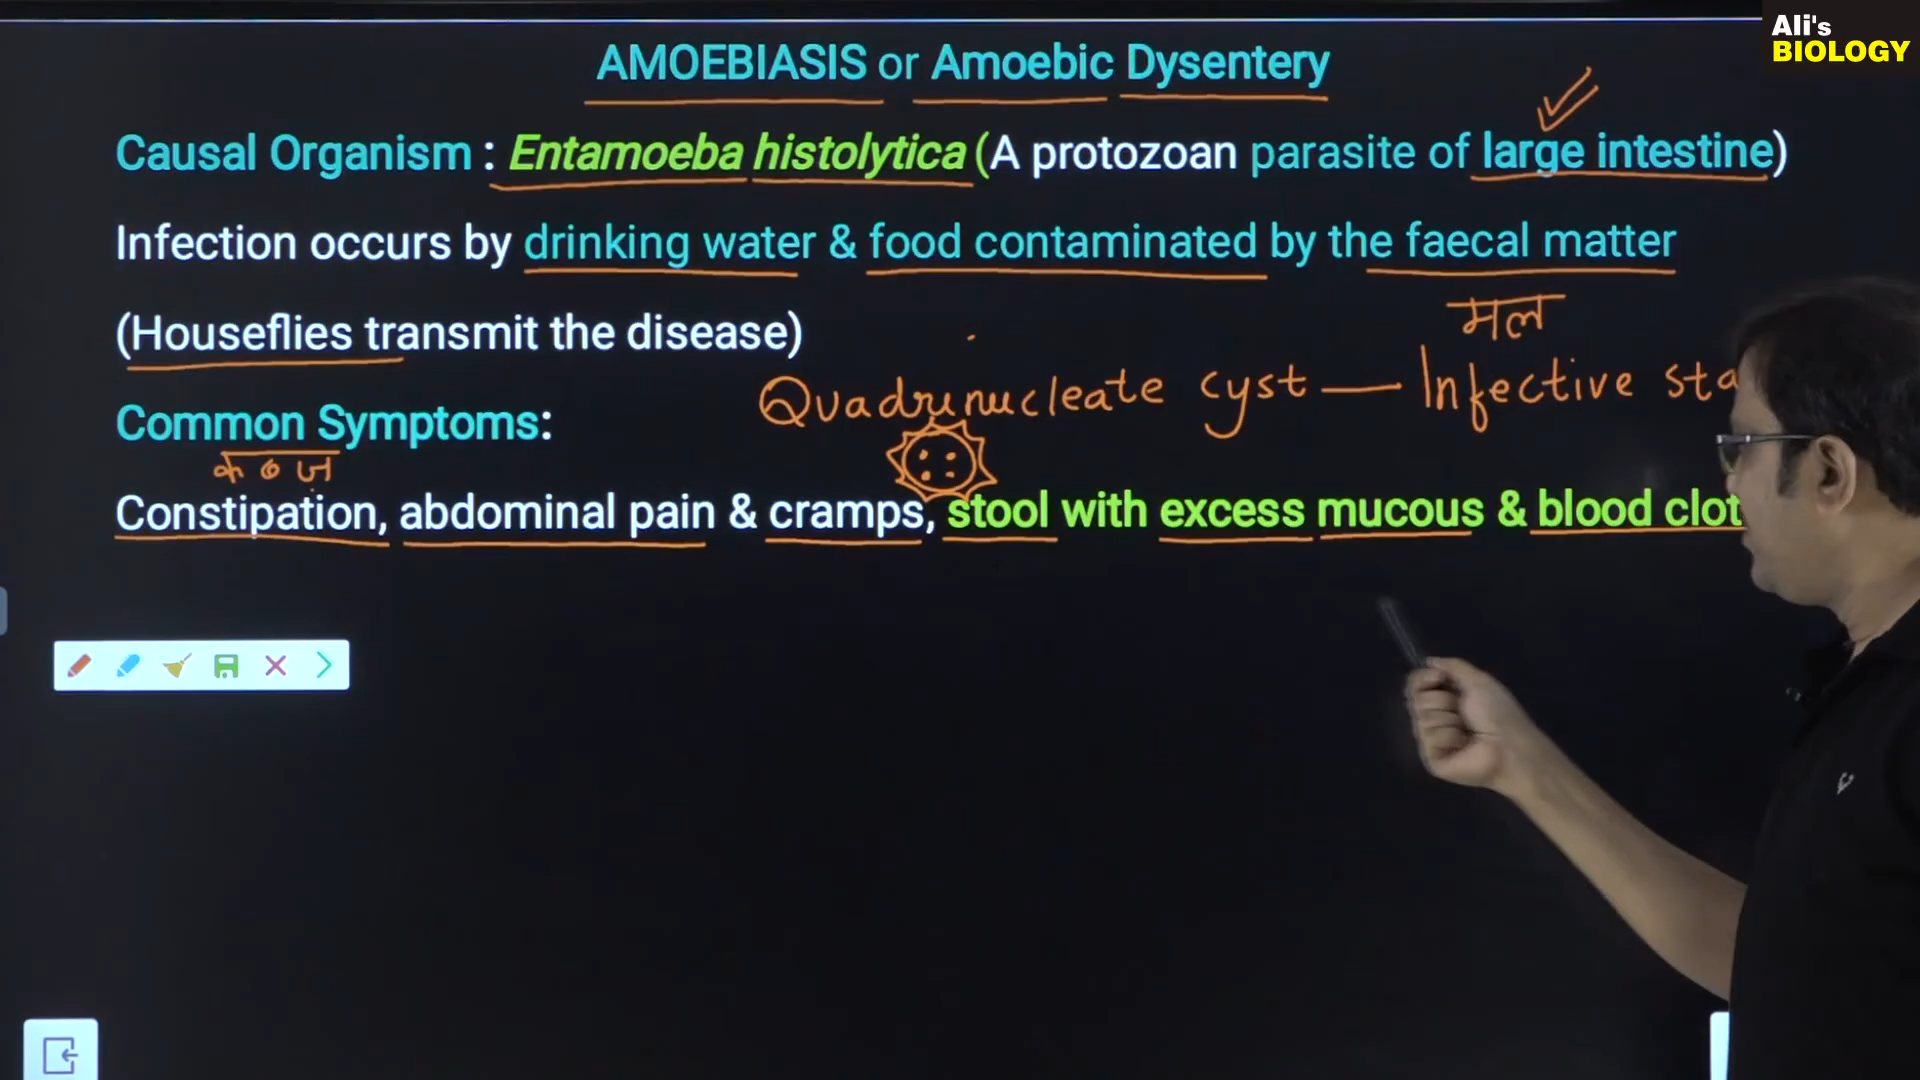 Ali's
BIOLOGY
AMOEBIASIS or Amoebic Dysentery
Causal Organism : Entamoeba histolytica (A protozoan parasite of large intestine)
Infection occurs by drinking water & food contaminated by the faecal matter
मल
(Houseflies transmit the disease)
Quadrinucleate cyst — Infective sta
Common Symptoms:
कब्ज
Constipation, abdominal pain & cramps, stool with excess mucous & blood clot